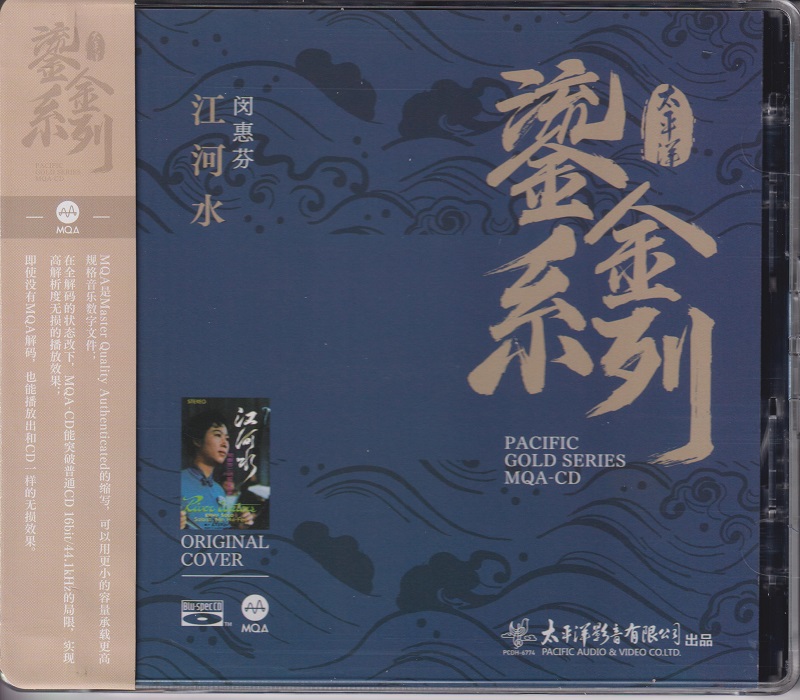 鎏金
系列
PACIFIC
GOLD SERIES
MQA-CD
MQA
MQA是Master Quality Authenticated的缩写，可以用更小的容量承载更高
规格音乐数字文件；
在全解码的状态改下，MQA-CD能突破普通CD 16bit/44.1kHz的局限，实现
高解析度无损的播放效果；
即使没有MQA解码，也能播放出和CD一样的无损效果。
闵惠芬
江河水
太平洋
鎏金
系列
PACIFIC
GOLD SERIES
MQA-CD
STEREO
江河水
ORIGINAL
COVER
Blu-specCD
TM
MQA
PCDH-6774
太平洋影音有限公司出品
PACIFIC AUDIO & VIDEO CO.LTD.